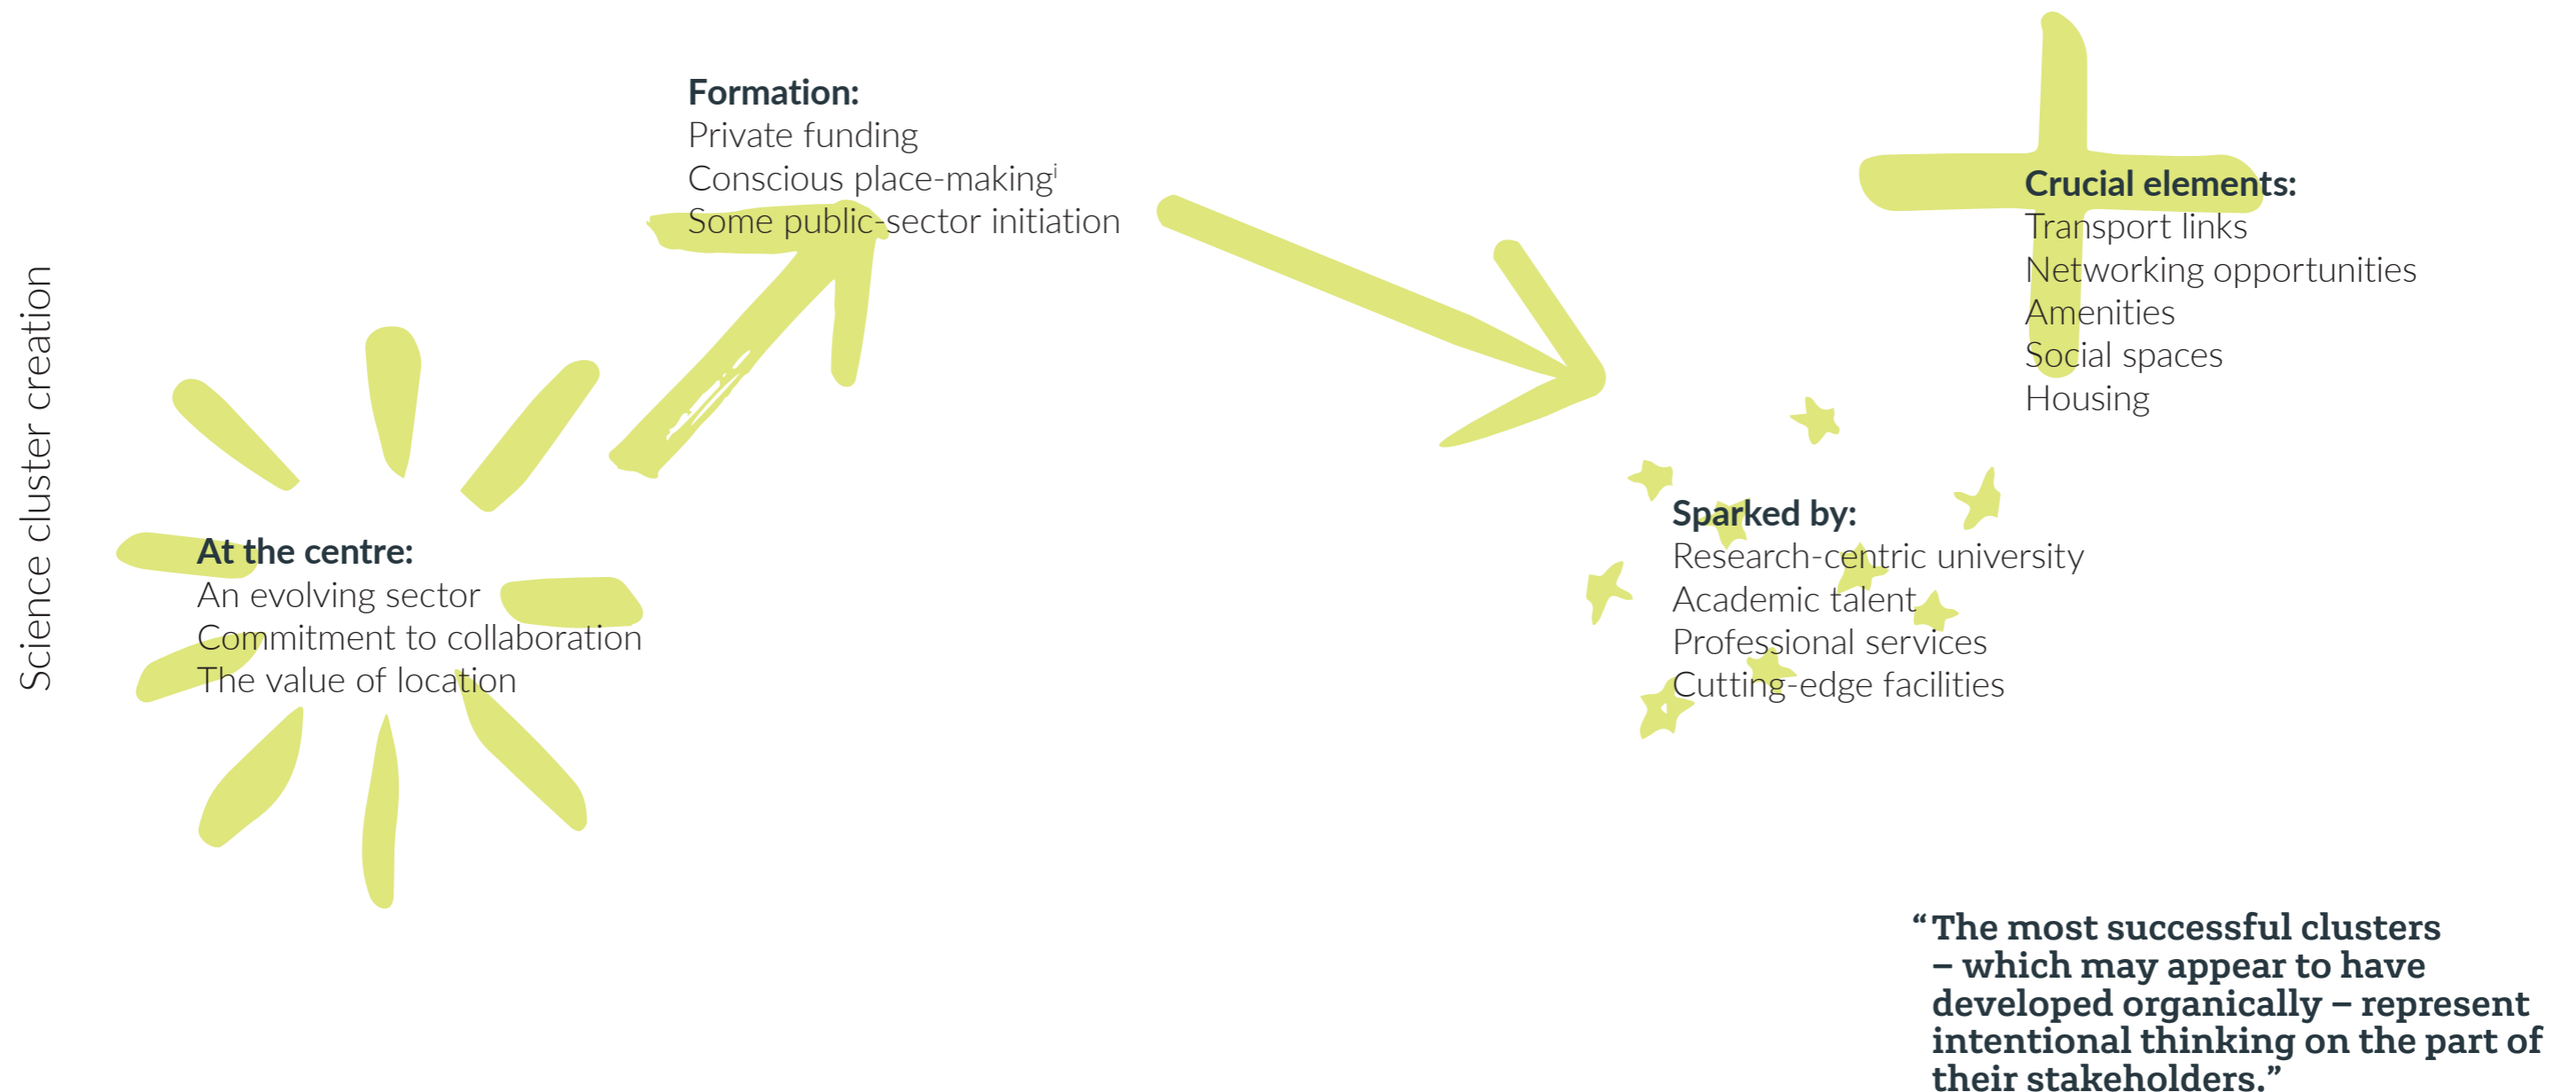 Science cluster creation
At the centre:
An evolving sector
Commitment to collaboration
The value of location
Formation:
Private funding
Conscious place-makingⁱ
Some public-sector initiation
Sparked by:
Research-centric university
Academic talent
Professional services
Cutting-edge facilities
Crucial elements:
Transport links
Networking opportunities
Amenities
Social spaces
Housing
“The most successful clusters
– which may appear to have
developed organically – represent
intentional thinking on the part of
their stakeholders.”